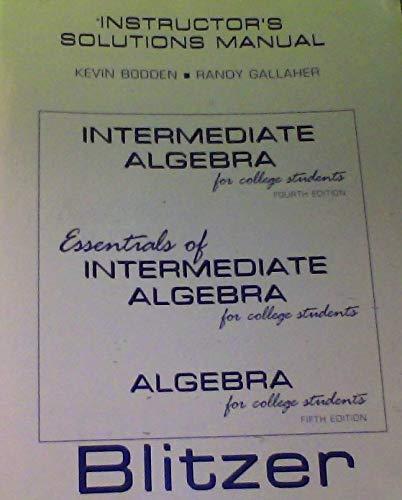 INSTRUCTOR'S
SOLUTIONS MANUAL
KEVIN BODDEN ■ RANDY GALLAHER
INTERMEDIATE
ALGEBRA
for college students
FOURTH EDITION
Essentials of
INTERMEDIATE
ALGEBRA
for college students
ALGEBRA
for college students
FIFTH EDITION
Blitzer